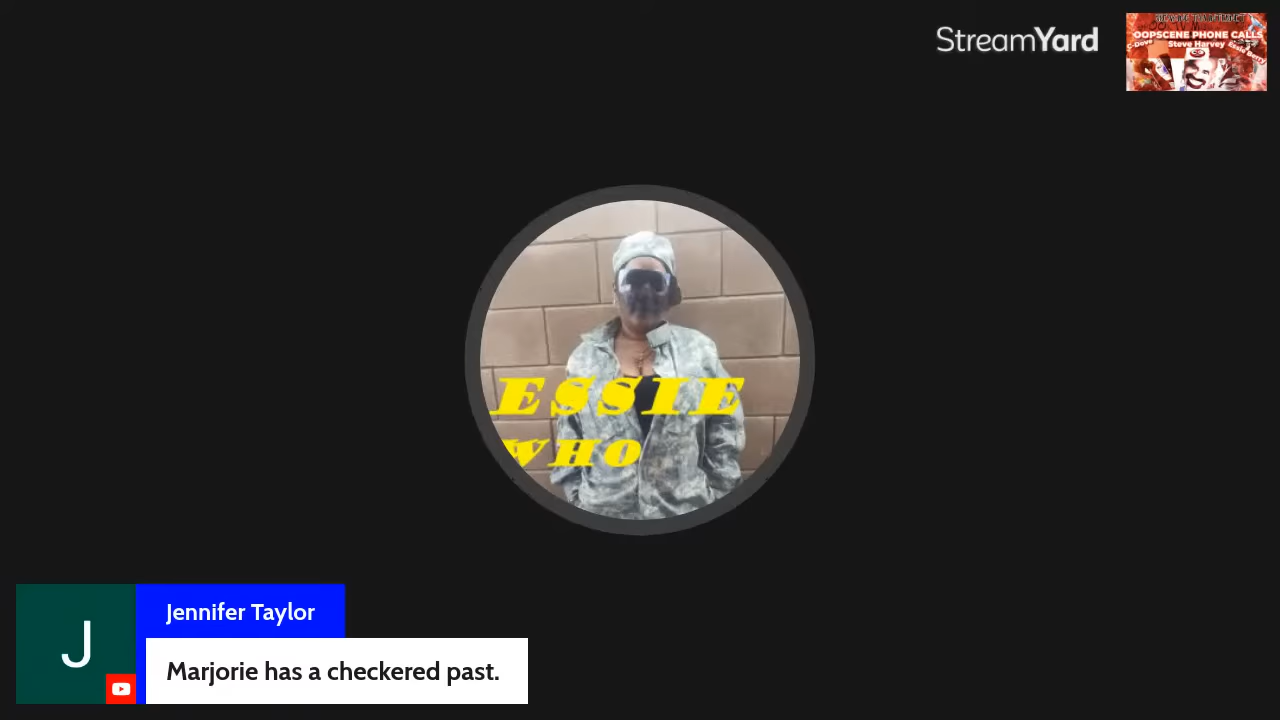 StreamYard
OOPSCENE PHONE CALLS
Steve Harvey
ESSIE
WHO
J
Jennifer Taylor
Marjorie has a checkered past.